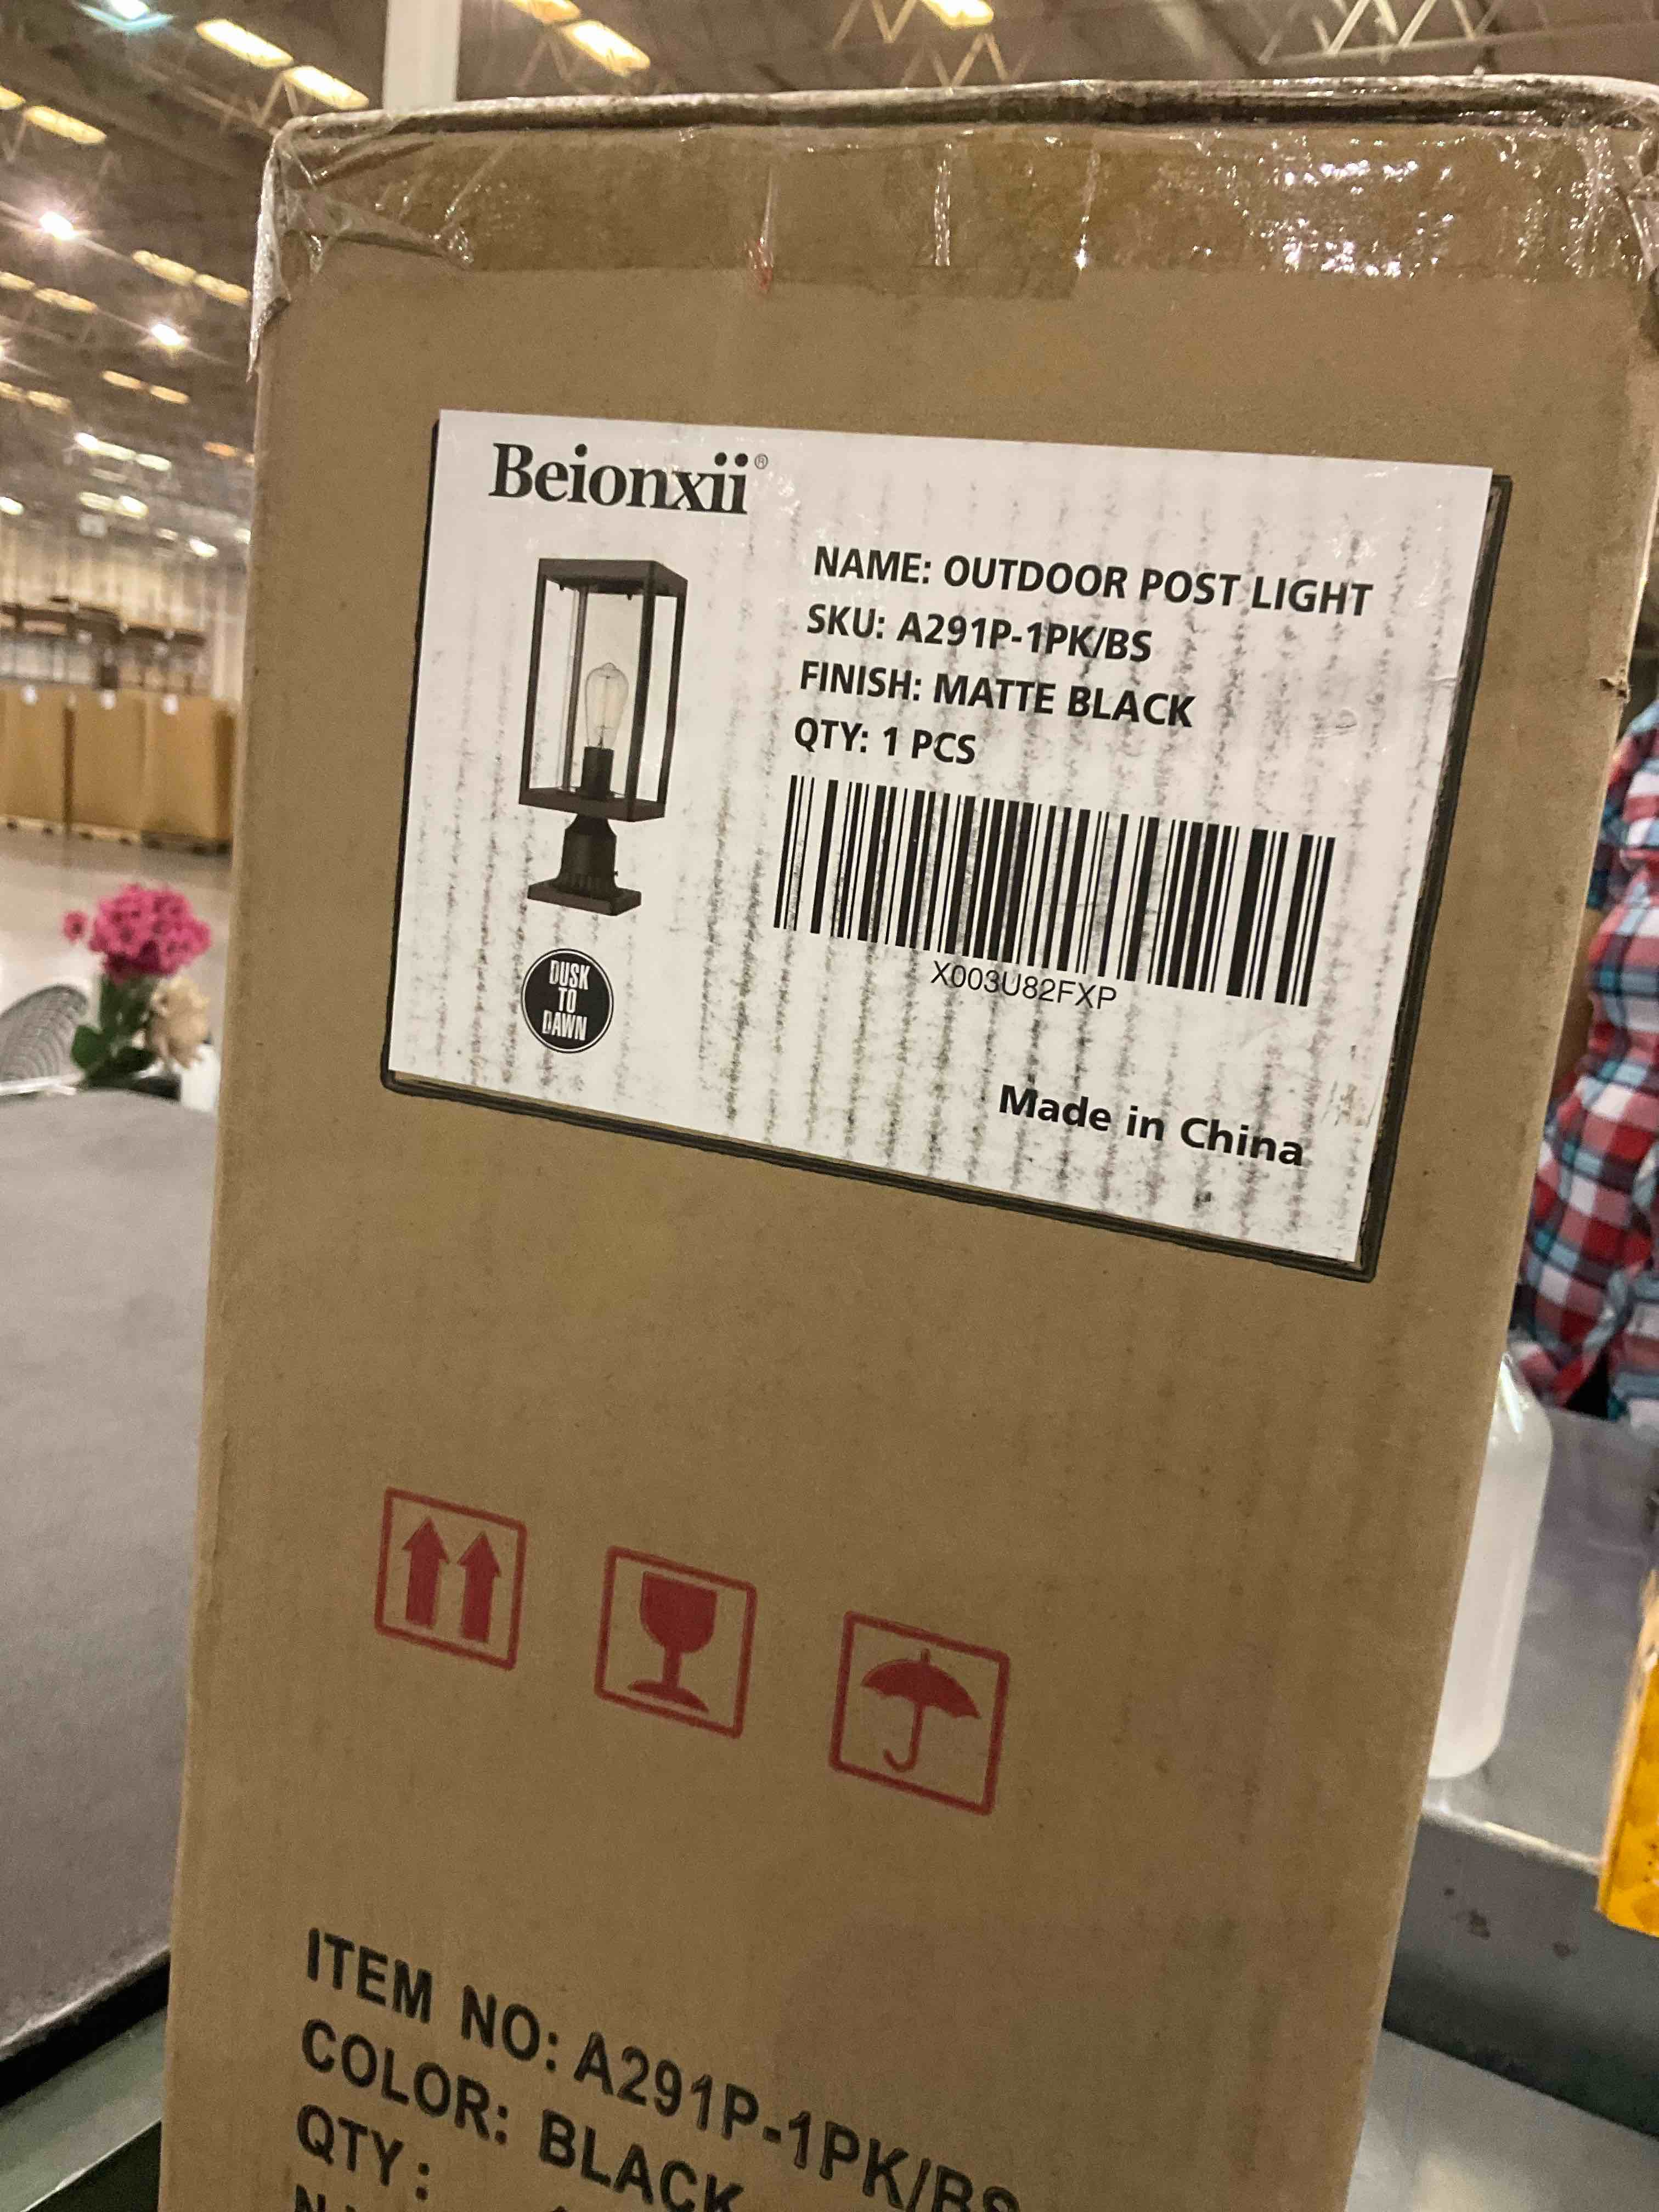 Beionxii®
NAME: OUTDOOR POST LIGHT
SKU: A291P-1PK/BS
FINISH: MATTE BLACK
QTY: 1 PCS
X003U82FXP
DUSK
TO
DAWN
Made in China
ITEM NO: A291P-1PK/BS
COLOR: BLACK
QTY: